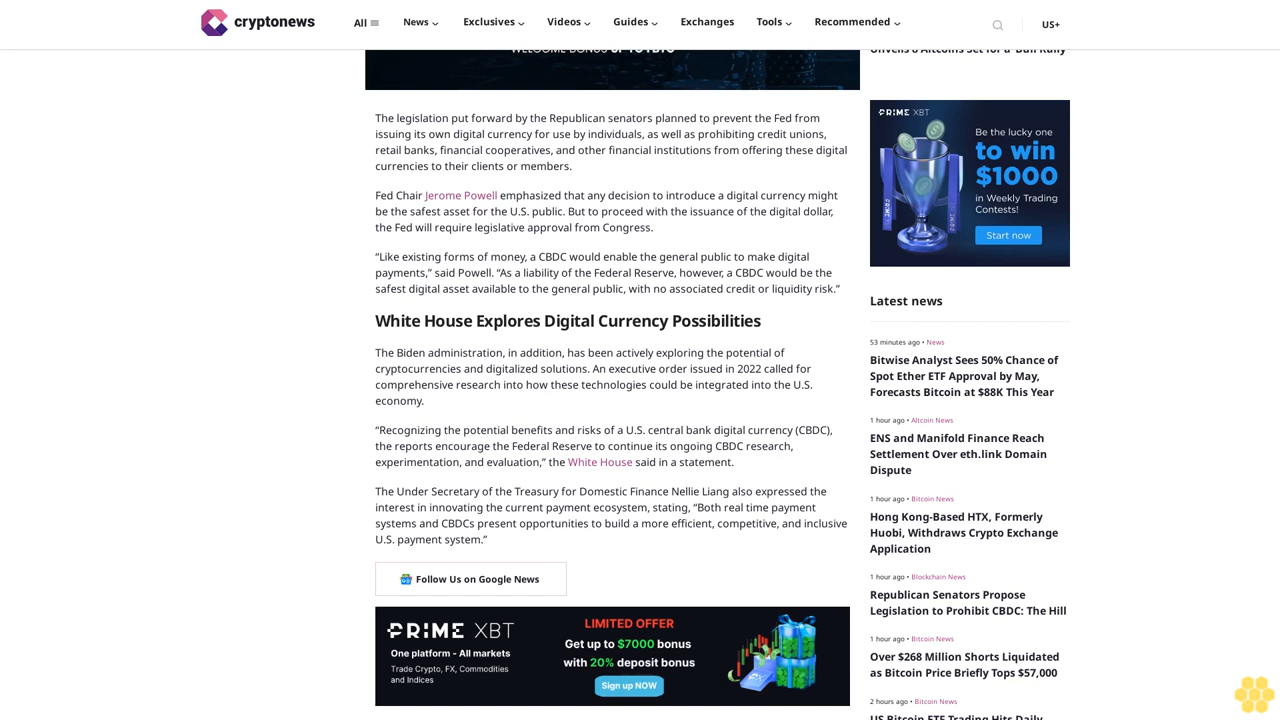 cryptonews
All
News
Exclusives
Videos
Guides
Exchanges
Tools
Recommended
US+
The legislation put forward by the Republican senators planned to prevent the Fed from
issuing its own digital currency for use by individuals, as well as prohibiting credit unions,
retail banks, financial cooperatives, and other financial institutions from offering these digital
currencies to their clients or members.
Fed Chair Jerome Powell emphasized that any decision to introduce a digital currency might
be the safest asset for the U.S. public. But to proceed with the issuance of the digital dollar,
the Fed will require legislative approval from Congress.
“Like existing forms of money, a CBDC would enable the general public to make digital
payments,” said Powell. “As a liability of the Federal Reserve, however, a CBDC would be the
safest digital asset available to the general public, with no associated credit or liquidity risk.”
White House Explores Digital Currency Possibilities
The Biden administration, in addition, has been actively exploring the potential of
cryptocurrencies and digitalized solutions. An executive order issued in 2022 called for
comprehensive research into how these technologies could be integrated into the U.S.
economy.
“Recognizing the potential benefits and risks of a U.S. central bank digital currency (CBDC),
the reports encourage the Federal Reserve to continue its ongoing CBDC research,
experimentation, and evaluation,” the White House said in a statement.
The Under Secretary of the Treasury for Domestic Finance Nellie Liang also expressed the
interest in innovating the current payment ecosystem, stating, “Both real time payment
systems and CBDCs present opportunities to build a more efficient, competitive, and inclusive
U.S. payment system.”
Follow Us on Google News
PRIME XBT
One platform - All markets
Trade Crypto, FX, Commodities
and Indices
LIMITED OFFER
Get up to $7000 bonus
with 20% deposit bonus
Sign up NOW
PRIME XBT
Be the lucky one
to win
$1000
in Weekly Trading
Contests!
Start now
Latest news
53 minutes ago • News
Bitwise Analyst Sees 50% Chance of
Spot Ether ETF Approval by May,
Forecasts Bitcoin at $88K This Year
1 hour ago • Altcoin News
ENS and Manifold Finance Reach
Settlement Over eth.link Domain
Dispute
1 hour ago • Bitcoin News
Hong Kong-Based HTX, Formerly
Huobi, Withdraws Crypto Exchange
Application
1 hour ago • Blockchain News
Republican Senators Propose
Legislation to Prohibit CBDC: The Hill
1 hour ago • Bitcoin News
Over $268 Million Shorts Liquidated
as Bitcoin Price Briefly Tops $57,000
2 hours ago • Bitcoin News
US Bitcoin ETF Trading Hits Daily